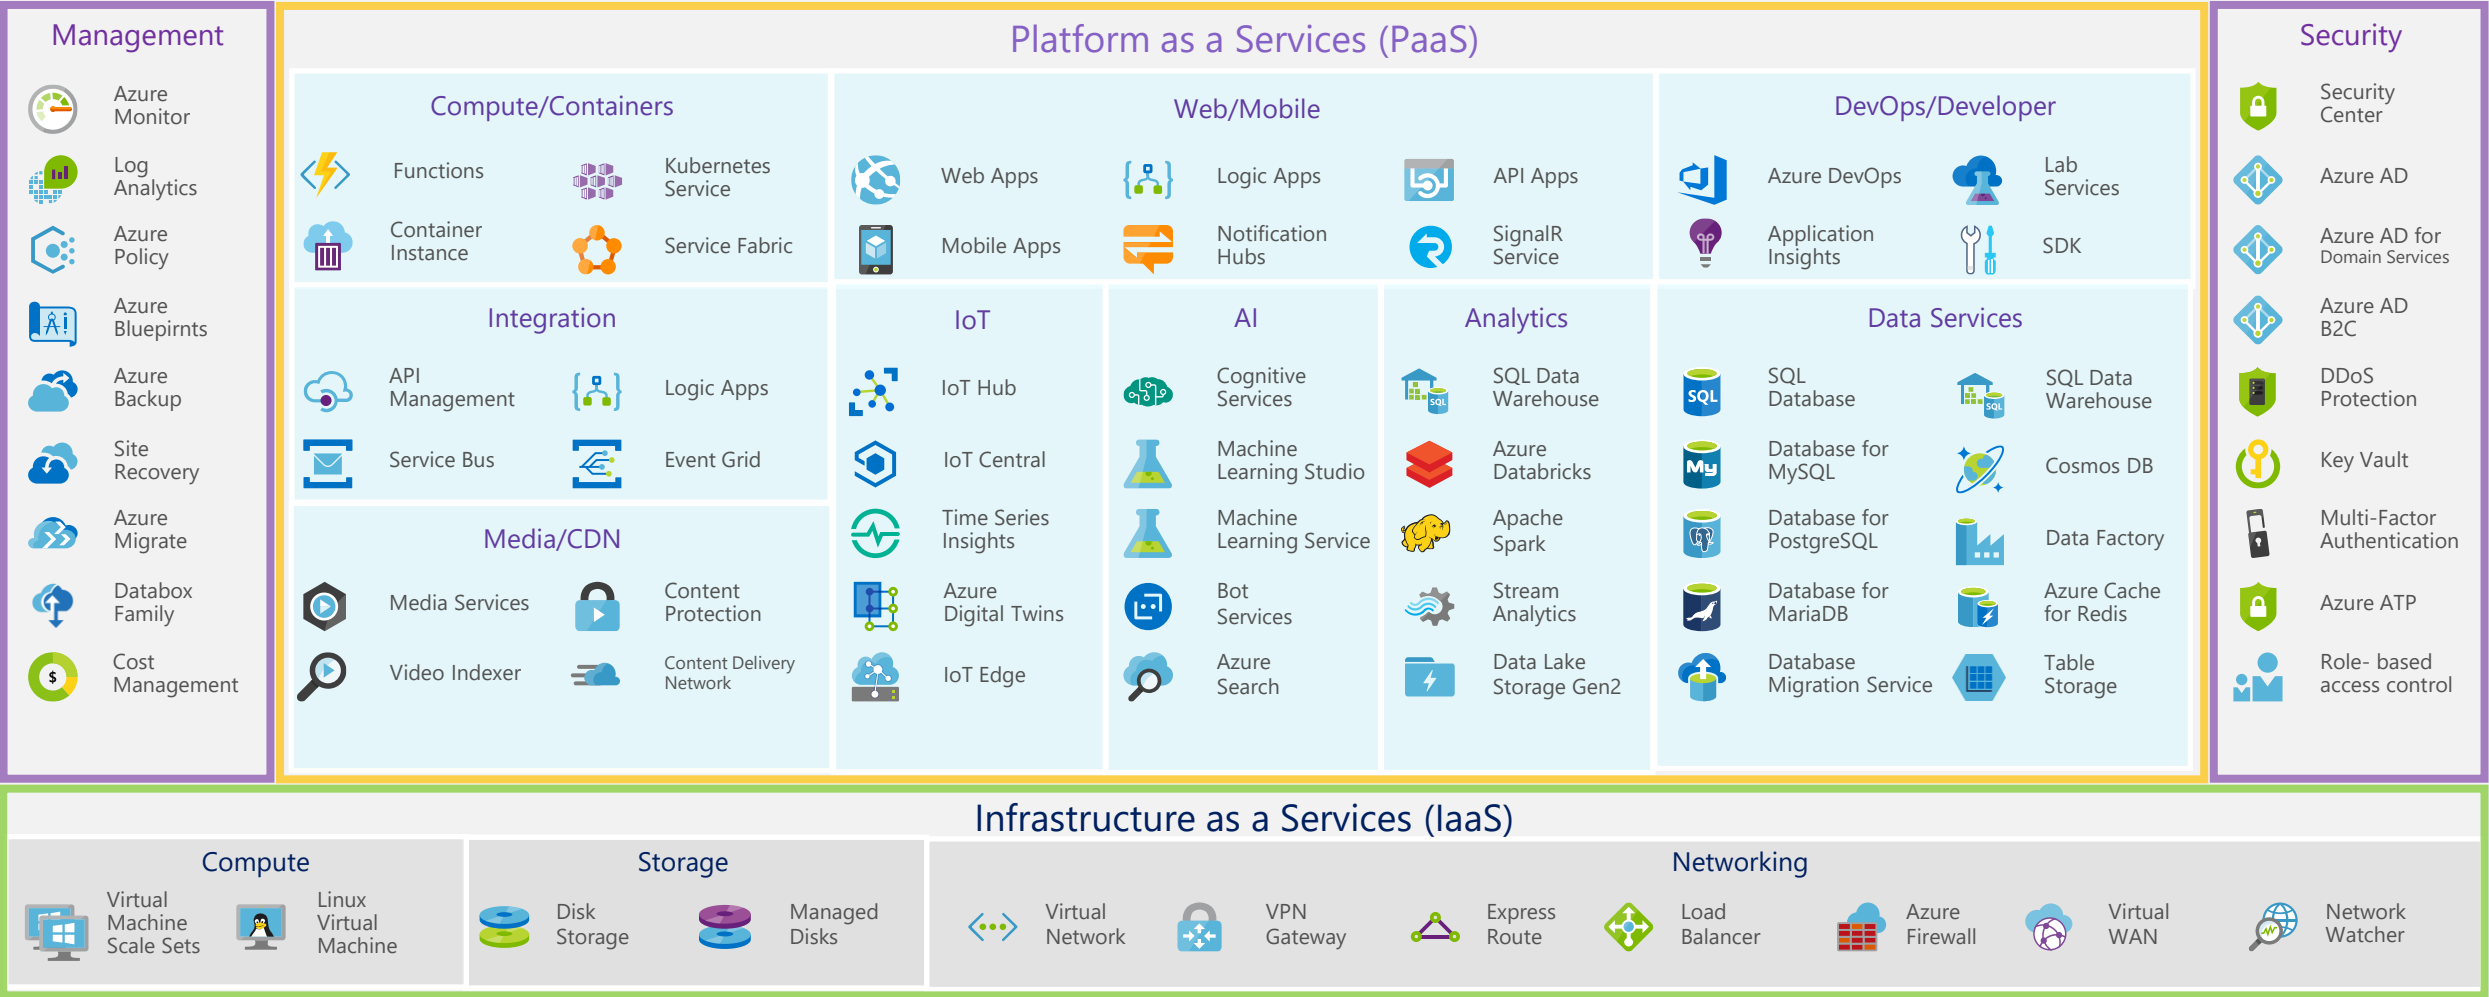 Management
Azure
Monitor
Log
Analytics
Azure
Policy
Azure
Bluepirnts
Azure
Backup
Site
Recovery
Azure
Migrate
Databox
Family
$
Cost
Management
Platform as a Services (PaaS)
Compute/Containers
Functions
Kubernetes
Service
Container
Instance
Service Fabric
Web/Mobile
Web Apps
Logic Apps
API Apps
Mobile Apps
Notification
Hubs
SignalR
Service
DevOps/Developer
Azure DevOps
Lab
Services
Application
Insights
SDK
Integration
API
Management
Logic Apps
Service Bus
Event Grid
Media/CDN
Media Services
Content
Protection
Video Indexer
Content Delivery
Network
IoT
IoT Hub
IoT Central
Time Series
Insights
Azure
Digital Twins
IoT Edge
AI
Cognitive
Services
Machine
Learning Studio
Machine
Learning Service
Bot
Services
Azure
Search
Analytics
SQL
SQL Data
Warehouse
Azure
Databricks
Apache
Spark
Stream
Analytics
Data Lake
Storage Gen2
Data Services
SQL
SQL
Database
SQL
SQL Data
Warehouse
My
Database for
MySQL
Cosmos DB
Database for
PostgreSQL
Data Factory
Database for
MariaDB
Azure Cache
for Redis
Database
Migration Service
Table
Storage
Security
Security
Center
Azure AD
Azure AD for
Domain Services
Azure AD
B2C
DDoS
Protection
Key Vault
Multi-Factor
Authentication
Azure ATP
Role- based
access control
Infrastructure as a Services (IaaS)
Compute
Virtual
Machine
Scale Sets
Linux
Virtual
Machine
Storage
Disk
Storage
Managed
Disks
Networking
Virtual
Network
VPN
Gateway
Express
Route
Load
Balancer
Azure
Firewall
Virtual
WAN
Network
Watcher